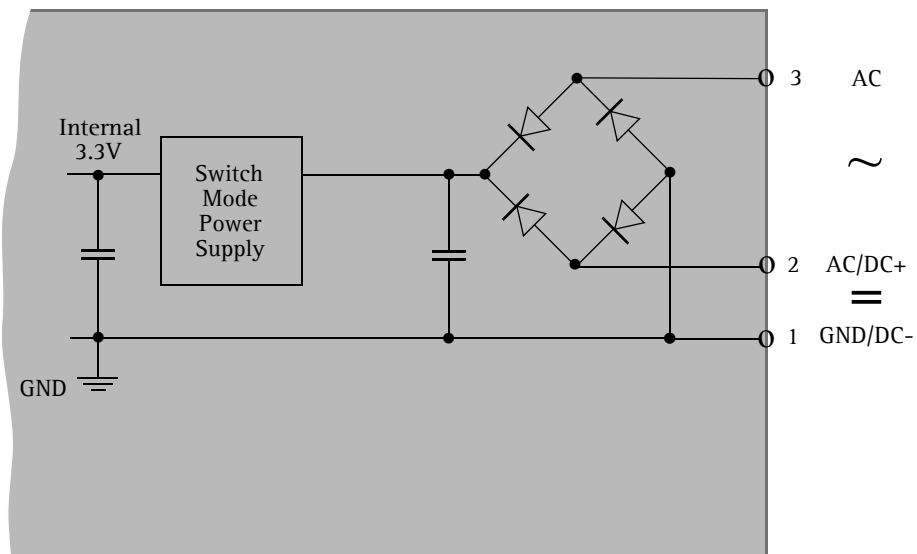 3 AC
Internal
3.3V
~
Switch
Mode
Power
Supply
2 AC/DC+
=
1 GND/DC-
GND